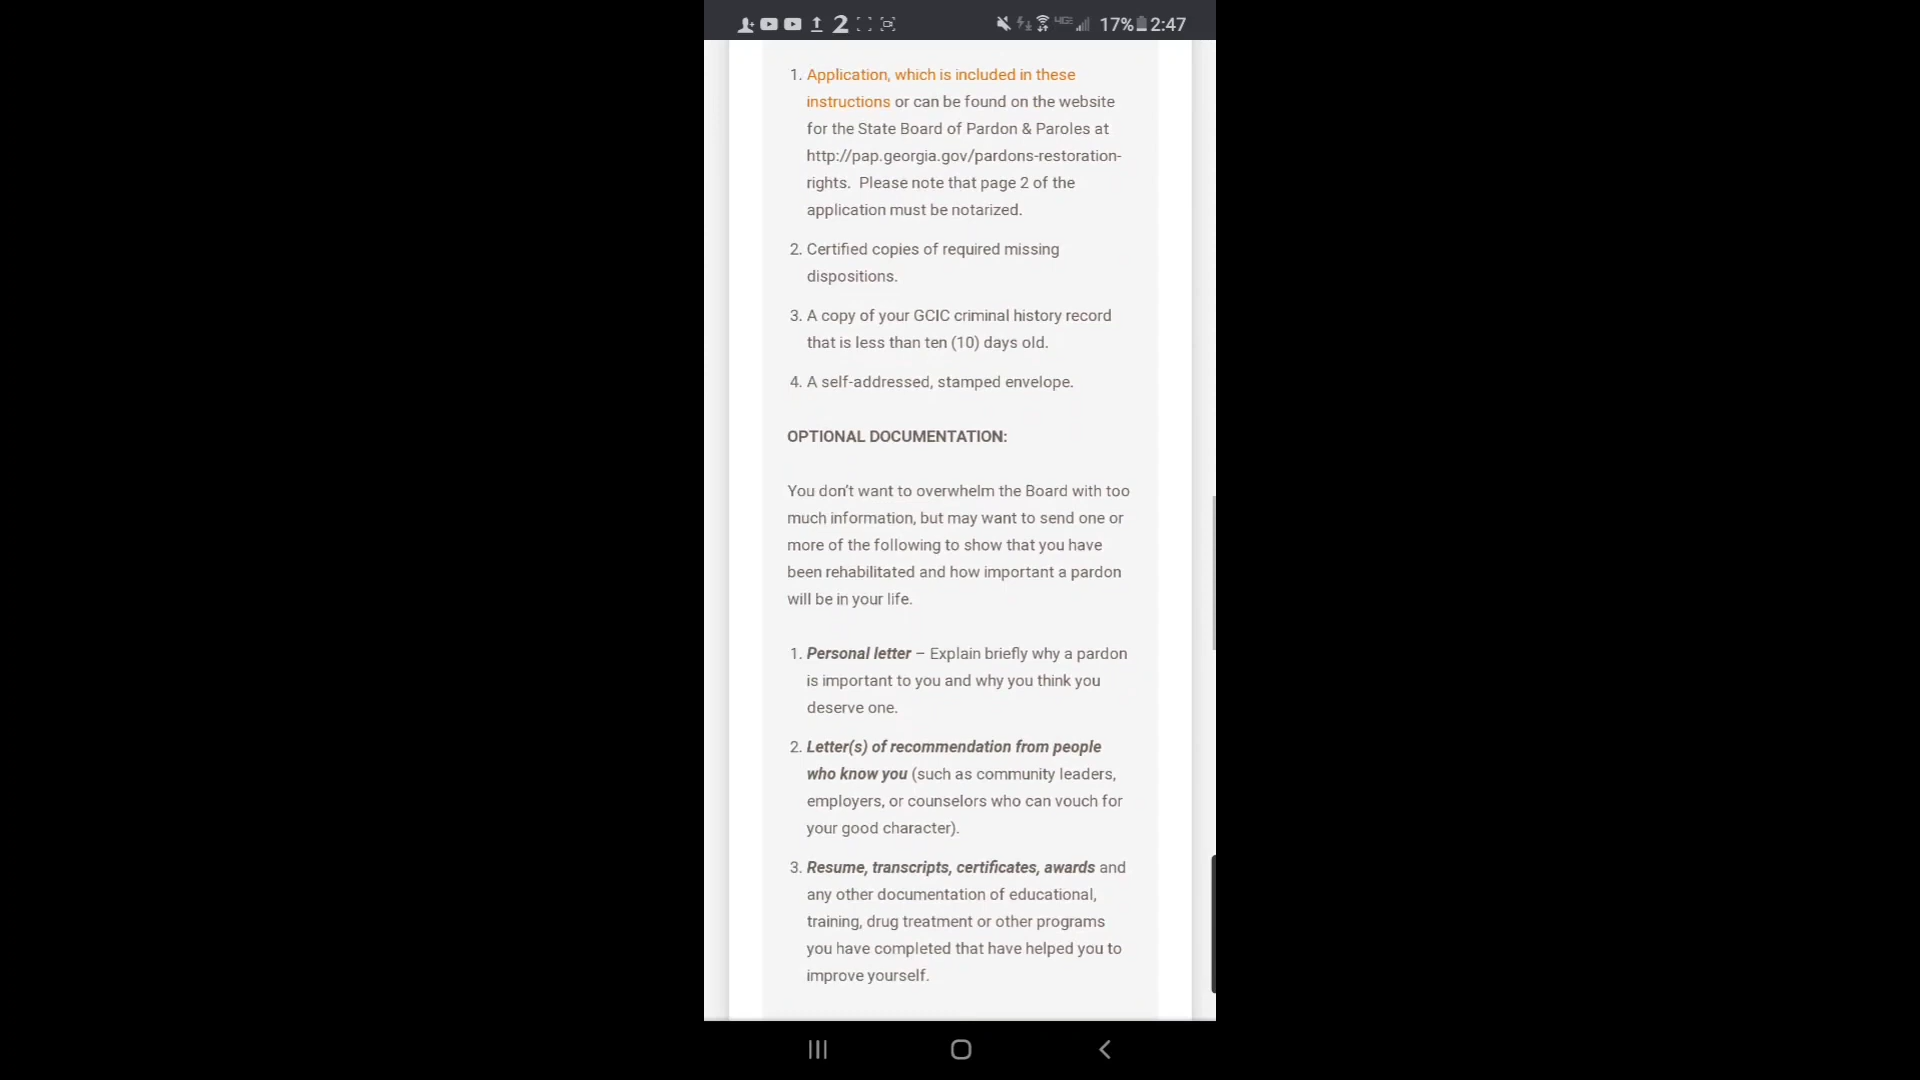 2 4GE 17% 2:47
1. Application, which is included in these
instructions or can be found on the website
for the State Board of Pardon & Paroles at
http://pap.georgia.gov/pardons-restoration-
rights.  Please note that page 2 of the
application must be notarized.
2. Certified copies of required missing
dispositions.
3. A copy of your GCIC criminal history record
that is less than ten (10) days old.
4. A self-addressed, stamped envelope.
OPTIONAL DOCUMENTATION:
You don’t want to overwhelm the Board with too
much information, but may want to send one or
more of the following to show that you have
been rehabilitated and how important a pardon
will be in your life.
1. Personal letter – Explain briefly why a pardon
is important to you and why you think you
deserve one.
2. Letter(s) of recommendation from people
who know you (such as community leaders,
employers, or counselors who can vouch for
your good character).
3. Resume, transcripts, certificates, awards and
any other documentation of educational,
training, drug treatment or other programs
you have completed that have helped you to
improve yourself.